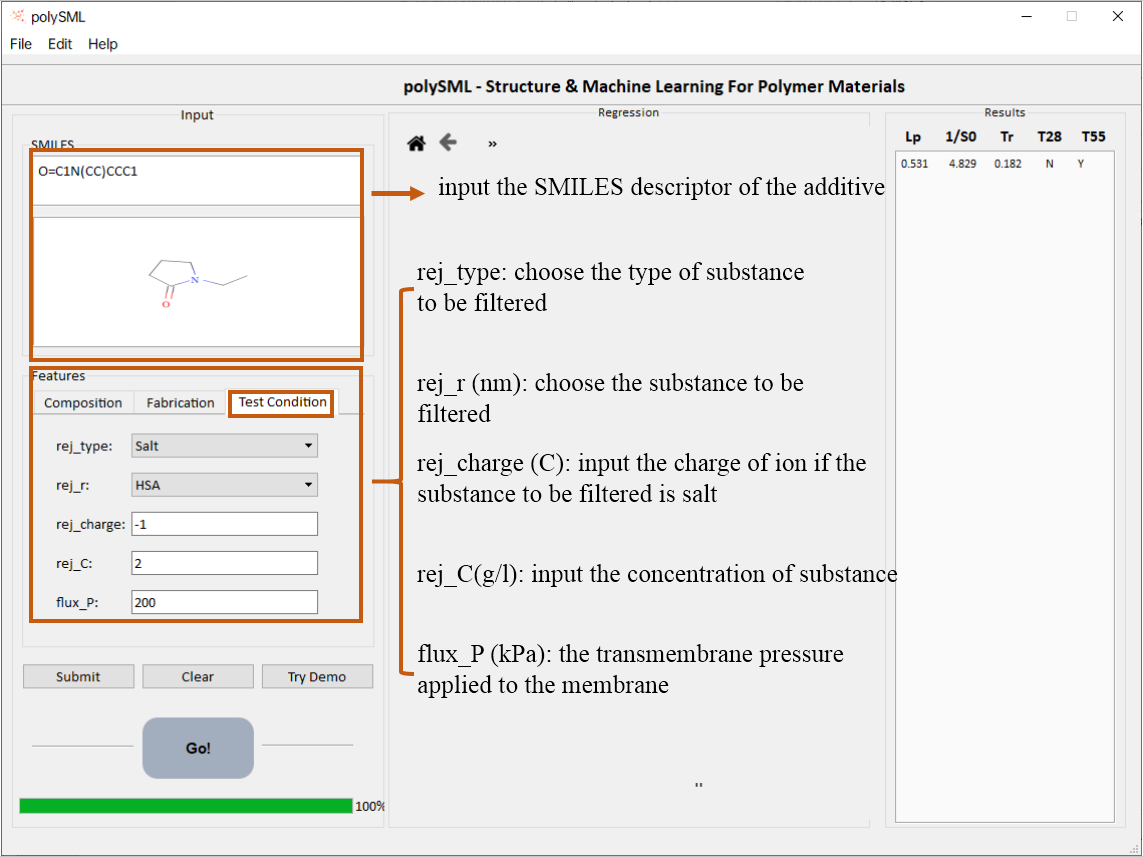 polySML
File Edit Help
polySML - Structure & Machine Learning For Polymer Materials
Input
SMILES
O=C1N(CC)CCC1
N
O
Features
Composition Fabrication Test Condition
rej_type: Salt
rej_r: HSA
rej_charge: -1
rej_C: 2
flux_P: 200
Submit Clear Try Demo
Go!
100%
Regression
»
input the SMILES descriptor of the additive
rej_type: choose the type of substance
to be filtered
rej_r (nm): choose the substance to be
filtered
rej_charge (C): input the charge of ion if the
substance to be filtered is salt
rej_C(g/l): input the concentration of substance
flux_P (kPa): the transmembrane pressure
applied to the membrane
"
Results
Lp 1/S0 Tr T28 T55
0.531 4.829 0.182 N Y